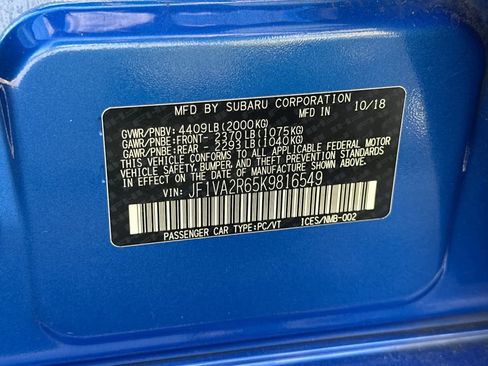 MFD BY SUBARU CORPORATION 10/18
GVWR/PNBV: 4409LB(2000KG)
GAWR/PNBE:FRONT- 2370LB(1075KG)
GAWR/PNBE:REAR - 2293LB(1040KG)
THIS VEHICLE CONFORMS TO ALL APPLICABLE FEDERAL MOTOR
VEHICLE SAFETY, BUMPER, AND THEFT PREVENTION STANDARDS
IN EFFECT ON THE DATE OF MANUFACTURE SHOWN ABOVE.
VIN: JF1VA2R65K9816549
PASSENGER CAR TYPE:PC/VT ICES/NMB-002